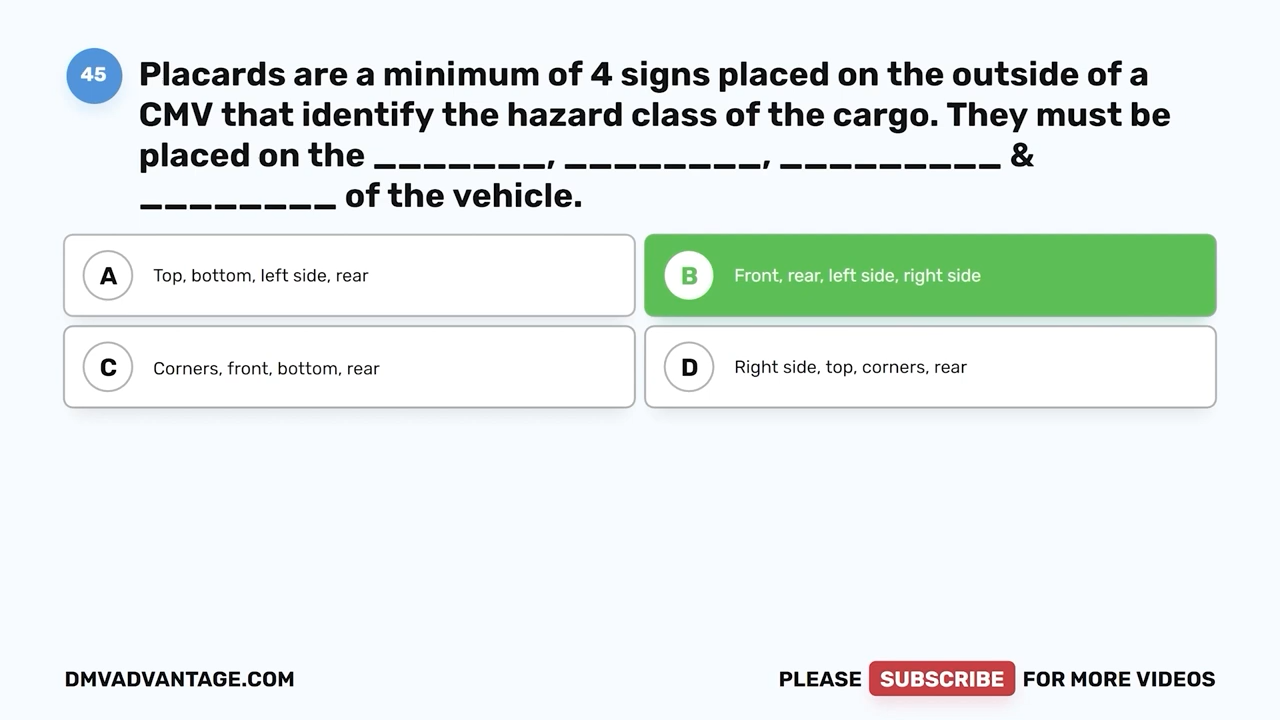 45
Placards are a minimum of 4 signs placed on the outside of a
CMV that identify the hazard class of the cargo. They must be
placed on the _______, ________, _________ &
________ of the vehicle.
A Top, bottom, left side, rear
B Front, rear, left side, right side
C Corners, front, bottom, rear
D Right side, top, corners, rear
DMVADVANTAGE.COM
PLEASE SUBSCRIBE FOR MORE VIDEOS